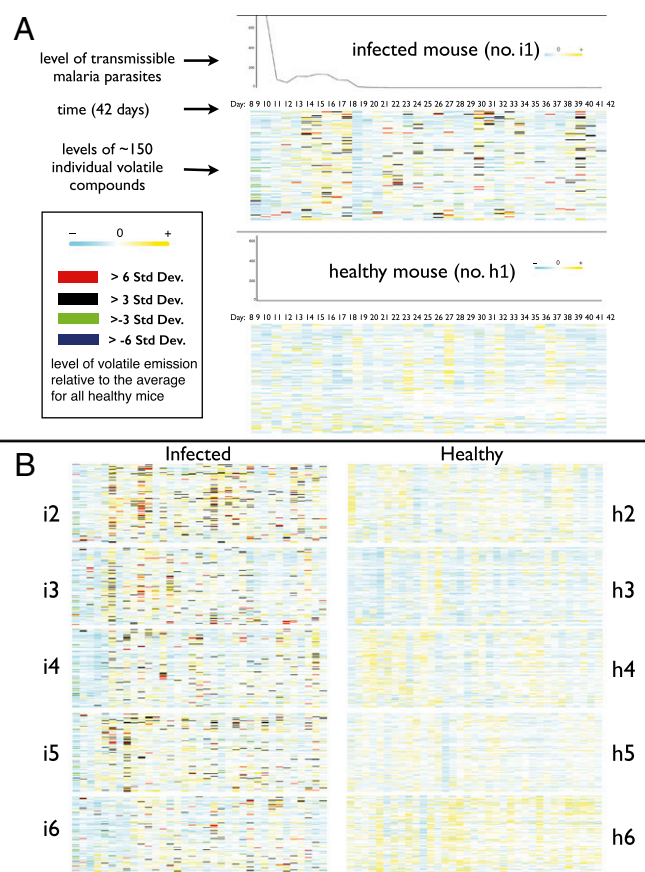 A
level of transmissible
malaria parasites
infected mouse (no. i1)
− 0 +
time (42 days)
Day: 8 9 10 11 12 13 14 15 16 17 18 19 20 21 22 23 24 25 26 27 28 29 30 31 32 33 34 35 36 37 38 39 40 41 42
levels of ~150
individual volatile
compounds
− 0 +
> 6 Std Dev.
> 3 Std Dev.
>-3 Std Dev.
> -6 Std Dev.
level of volatile emission
relative to the average
for all healthy mice
healthy mouse (no. h1)
− 0 +
Day: 8 9 10 11 12 13 14 15 16 17 18 19 20 21 22 23 24 25 26 27 28 29 30 31 32 33 34 35 36 37 38 39 40 41 42
B
Infected
Healthy
i2
h2
i3
h3
i4
h4
i5
h5
i6
h6